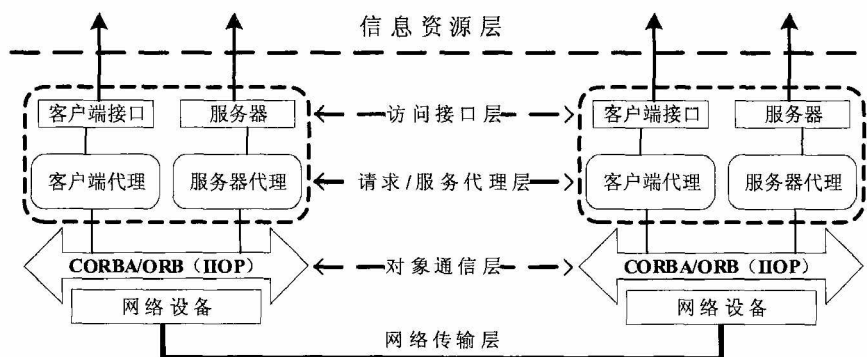 信息资源层
客户端接口 服务器 访问接口层 客户端接口 服务器
客户端代理 服务器代理 请求/服务代理层 客户端代理 服务器代理
CORBA/ORB（IIOP） 对象通信层 CORBA/ORB（IIOP）
网络设备 网络设备
网络传输层